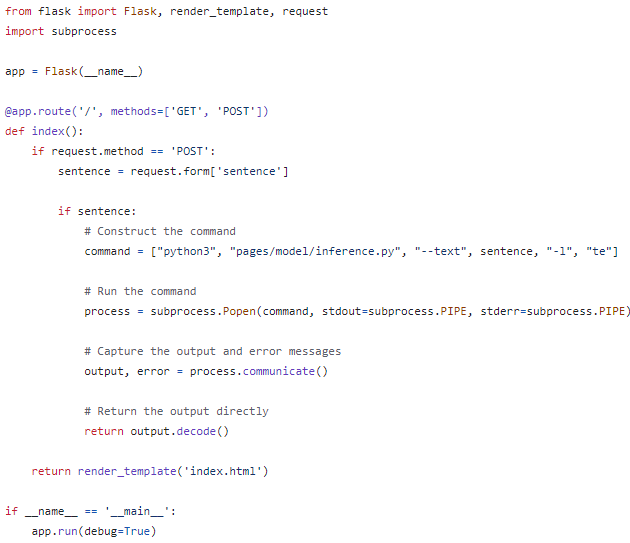 from flask import Flask, render_template, request
import subprocess

app = Flask(__name__)

@app.route('/', methods=['GET', 'POST'])
def index():
    if request.method == 'POST':
        sentence = request.form['sentence']

        if sentence:
            # Construct the command
            command = ["python3", "pages/model/inference.py", "--text", sentence, "-l", "te"]

            # Run the command
            process = subprocess.Popen(command, stdout=subprocess.PIPE, stderr=subprocess.PIPE)

            # Capture the output and error messages
            output, error = process.communicate()

            # Return the output directly
            return output.decode()

    return render_template('index.html')

if __name__ == '__main__':
    app.run(debug=True)